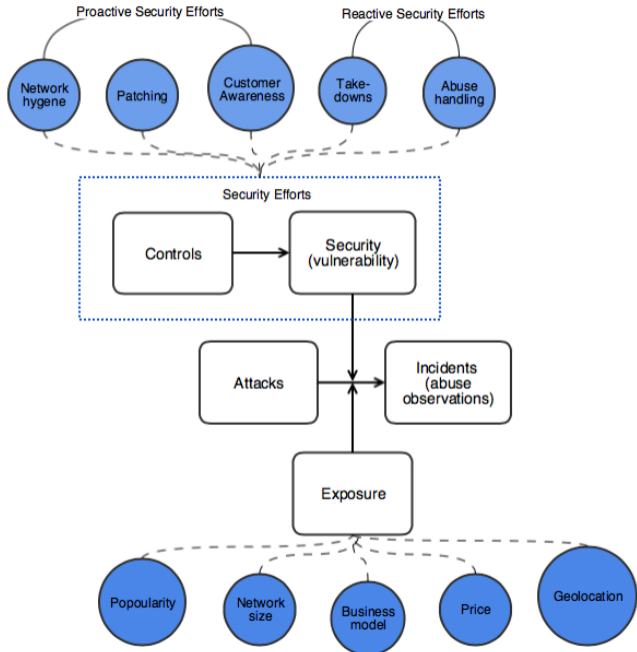 Proactive Security Efforts
Reactive Security Efforts
Network
hygene
Patching
Customer
Awareness
Take-
downs
Abuse
handling
Security Efforts
Controls
Security
(vulnerability)
Attacks
Incidents
(abuse
observations)
Exposure
Popoularity
Network
size
Business
model
Price
Geolocation